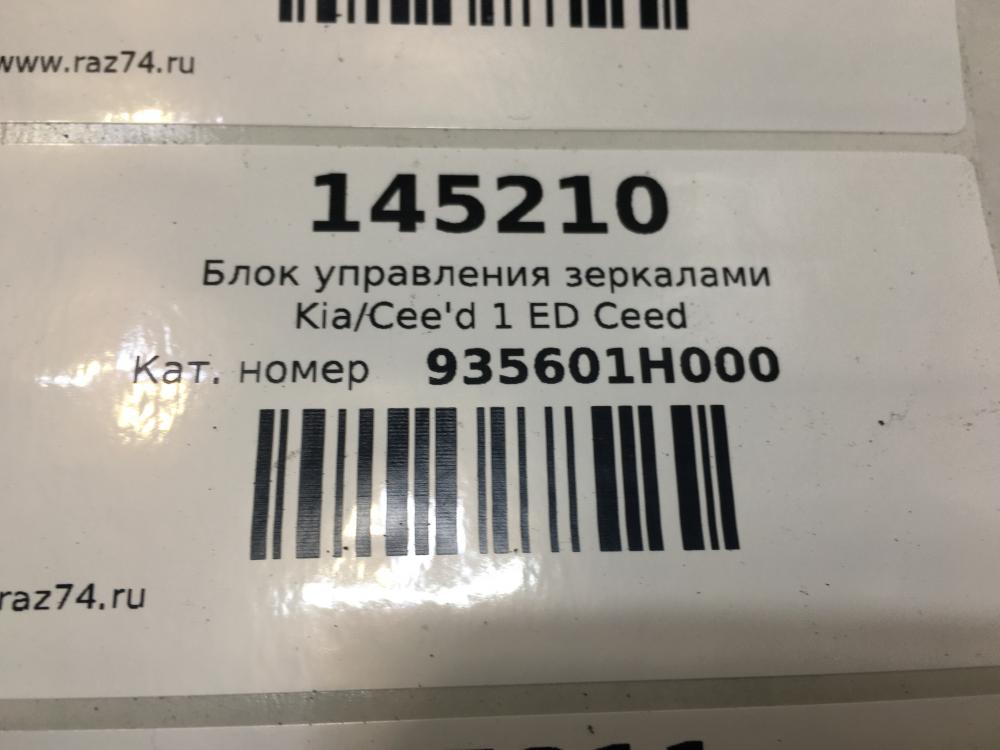 www.raz74.ru
145210
Блок управления зеркалами
Kia/Cee'd 1 ED Ceed
Кат. номер 935601H000
raz74.ru